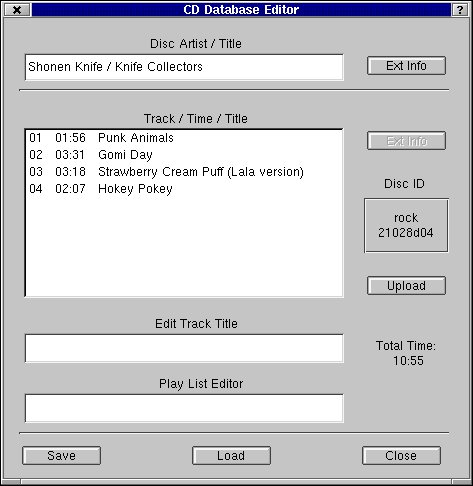 X CD Database Editor ?
Disc Artist / Title
Shonen Knife / Knife Collectors
Ext Info
Track / Time / Title
01 01:56 Punk Animals
02 03:31 Gomi Day
03 03:18 Strawberry Cream Puff (Lala version)
04 02:07 Hokey Pokey
Ext Info
Disc ID
rock
21028d04
Upload
Edit Track Title
Total Time:
10:55
Play List Editor
Save Load Close